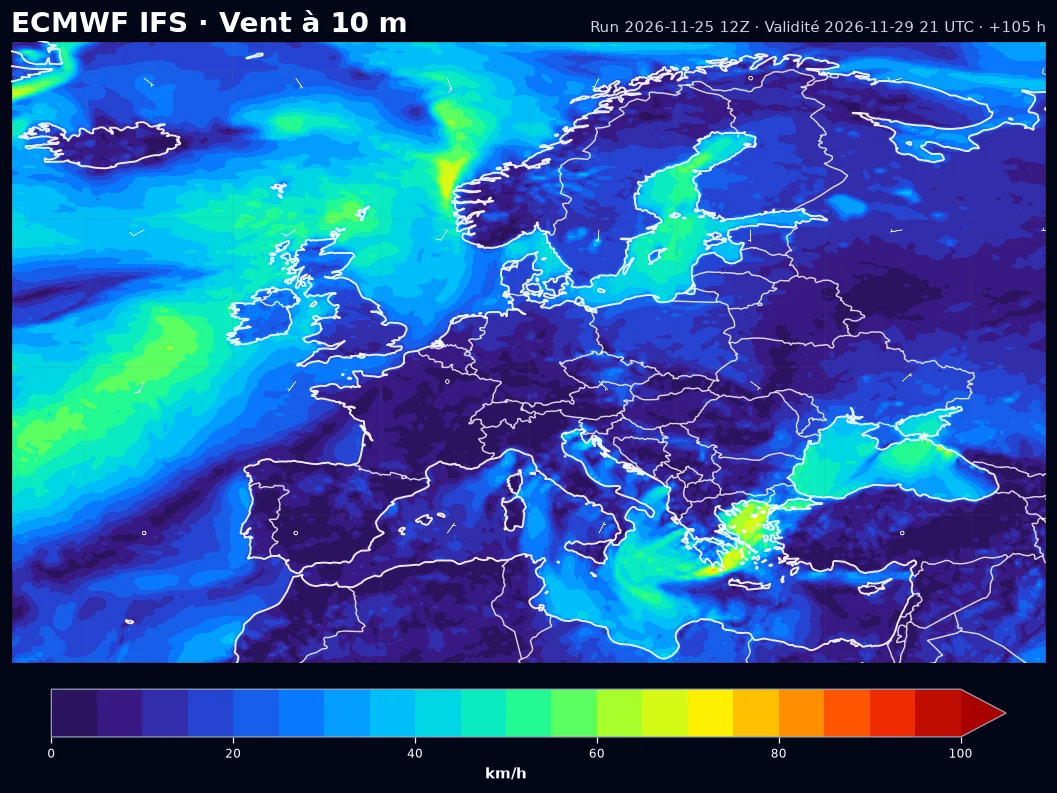 ECMWF IFS · Vent à 10 m
Run 2026-11-25 12Z · Validité 2026-11-29 21 UTC · +105 h
0 20 40 60 80 100
km/h